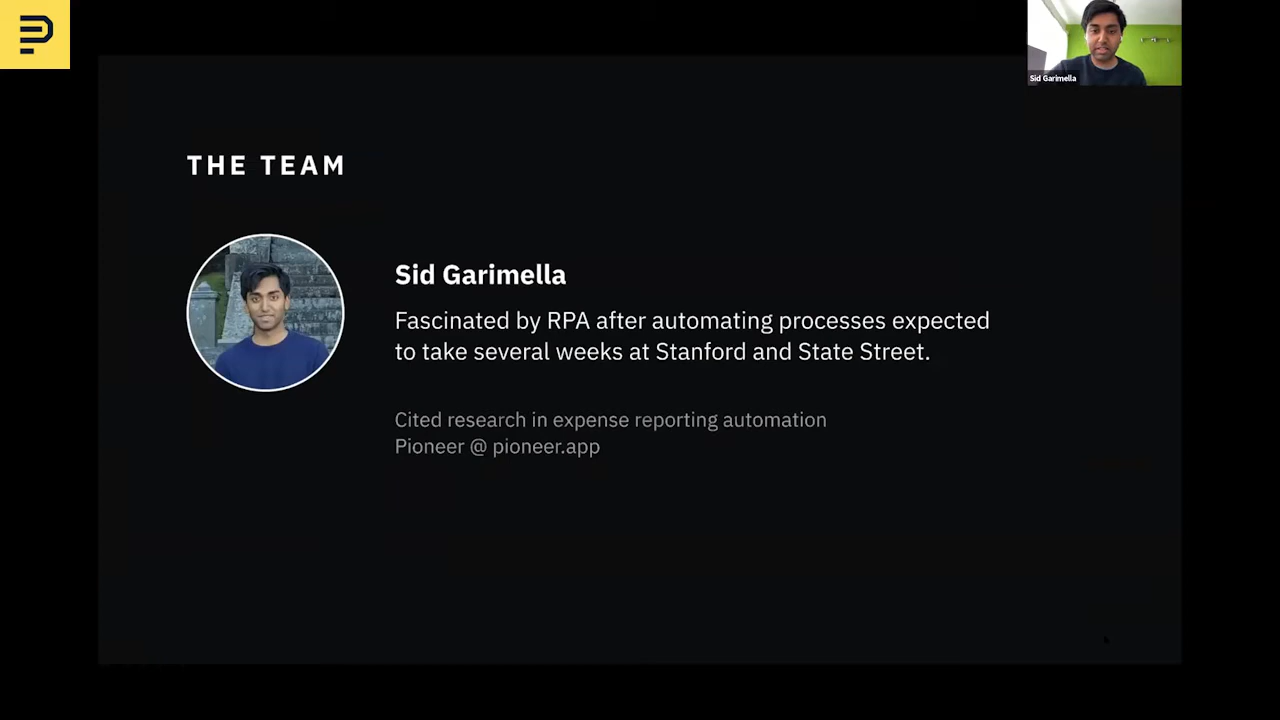 Sid Garimella
THE TEAM
Sid Garimella
Fascinated by RPA after automating processes expected
to take several weeks at Stanford and State Street.
Cited research in expense reporting automation
Pioneer @ pioneer.app